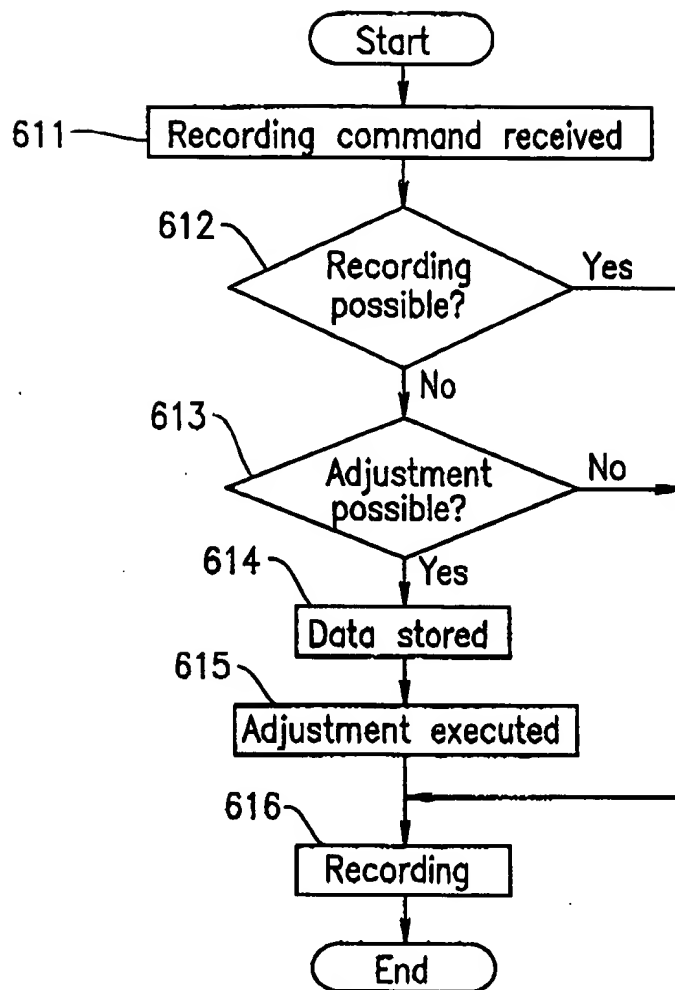 Start
611
Recording command received
612
Recording
possible?
Yes
No
613
Adjustment
possible?
No
Yes
614
Data stored
615
Adjustment executed
616
Recording
End